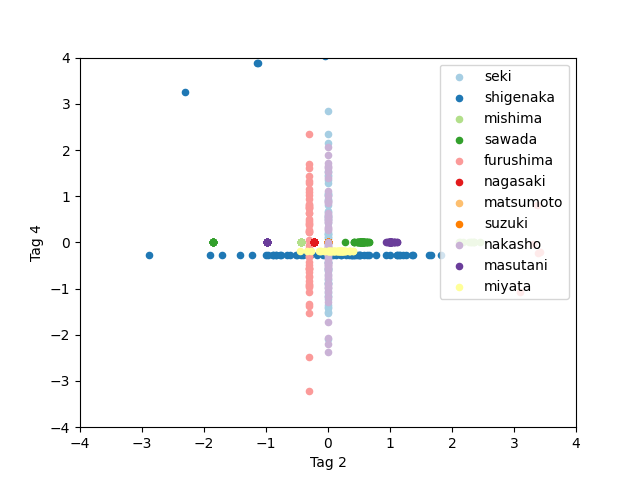 4
3
2
1
0
−1
−2
−3
−4
Tag 4
−4 −3 −2 −1 0 1 2 3 4
Tag 2
seki
shigenaka
mishima
sawada
furushima
nagasaki
matsumoto
suzuki
nakasho
masutani
miyata